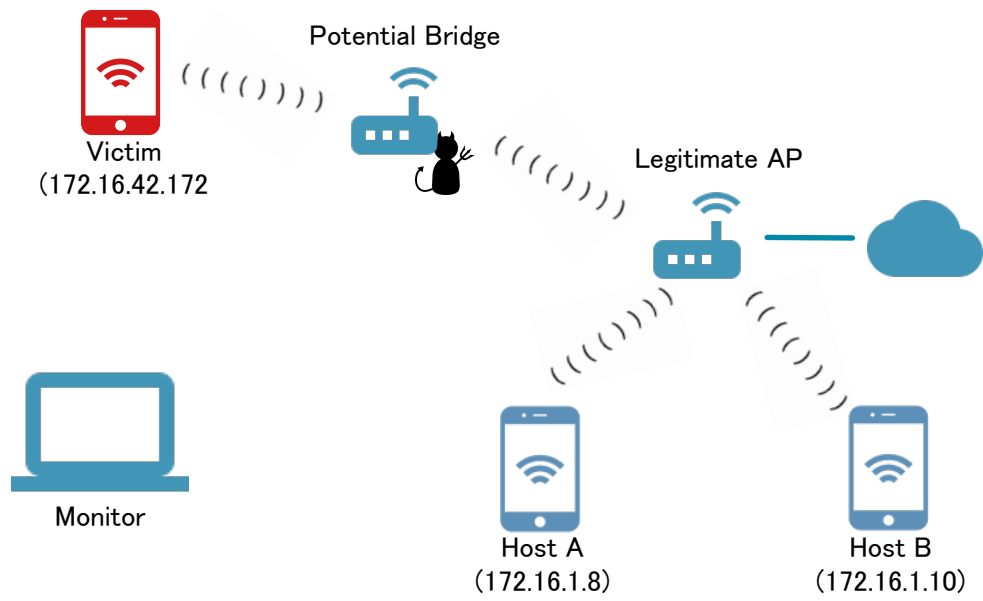 Potential Bridge
Victim
(172.16.42.172
Legitimate AP
Monitor
Host A
(172.16.1.8)
Host B
(172.16.1.10)